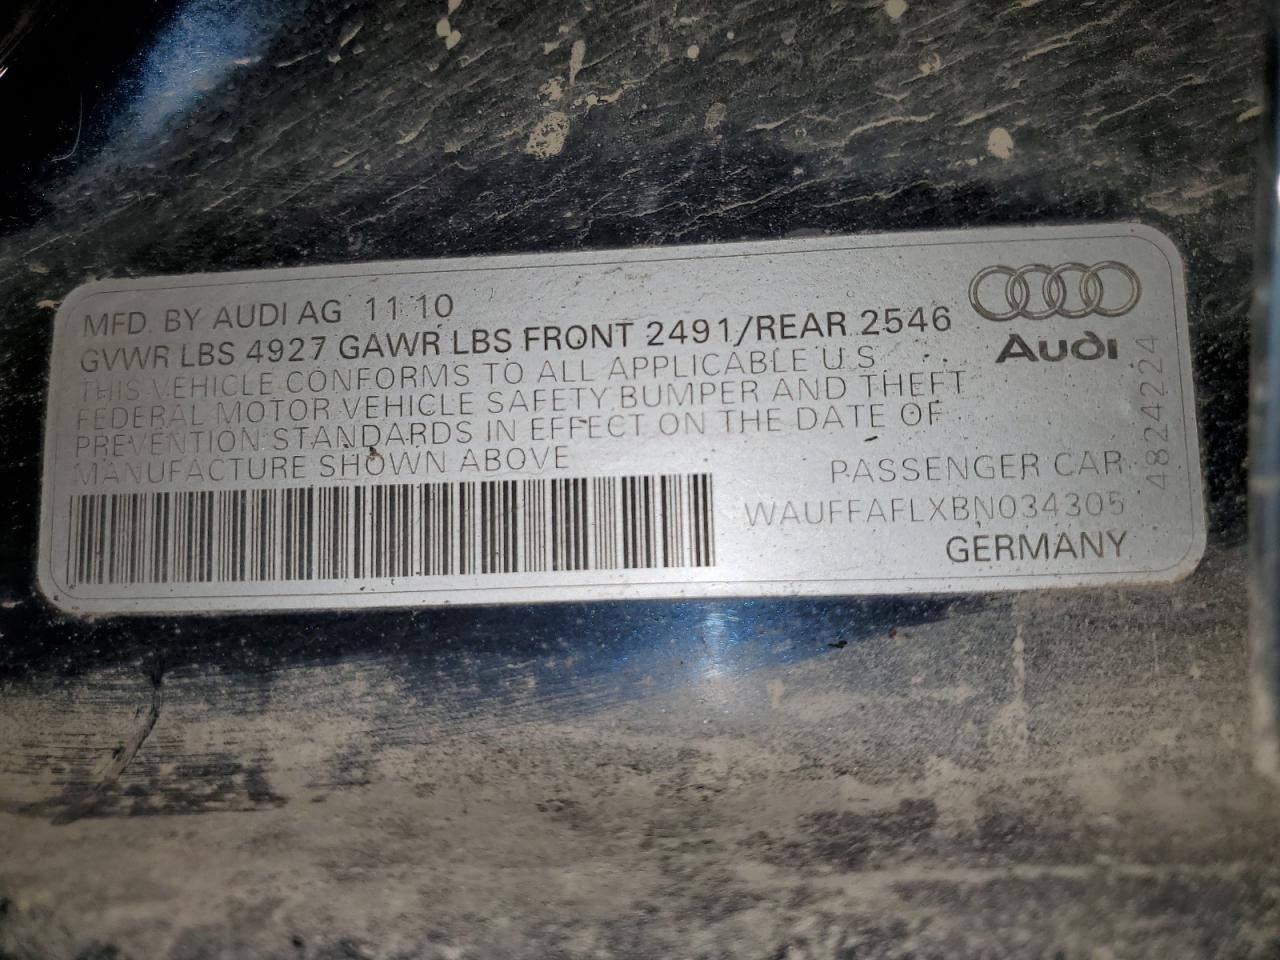 MFD. BY AUDI AG 11.10
GVWR LBS 4927 GAWR LBS FRONT 2491/REAR 2546
THIS VEHICLE CONFORMS TO ALL APPLICABLE U.S
FEDERAL MOTOR VEHICLE SAFETY BUMPER AND THEFT
PREVENTION STANDARDS IN EFFECT ON THE DATE OF
MANUFACTURE SHOWN ABOVE
Audi
4824224
PASSENGER CAR
WAUFFAFLXBN034305
GERMANY